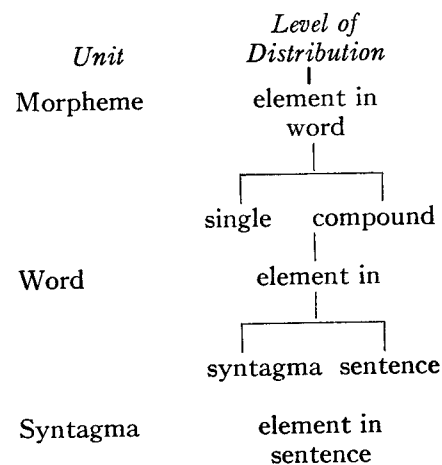 Unit
Level of
Distribution
Morpheme
element in
word
single compound
Word
element in
syntagma sentence
Syntagma
element in
sentence